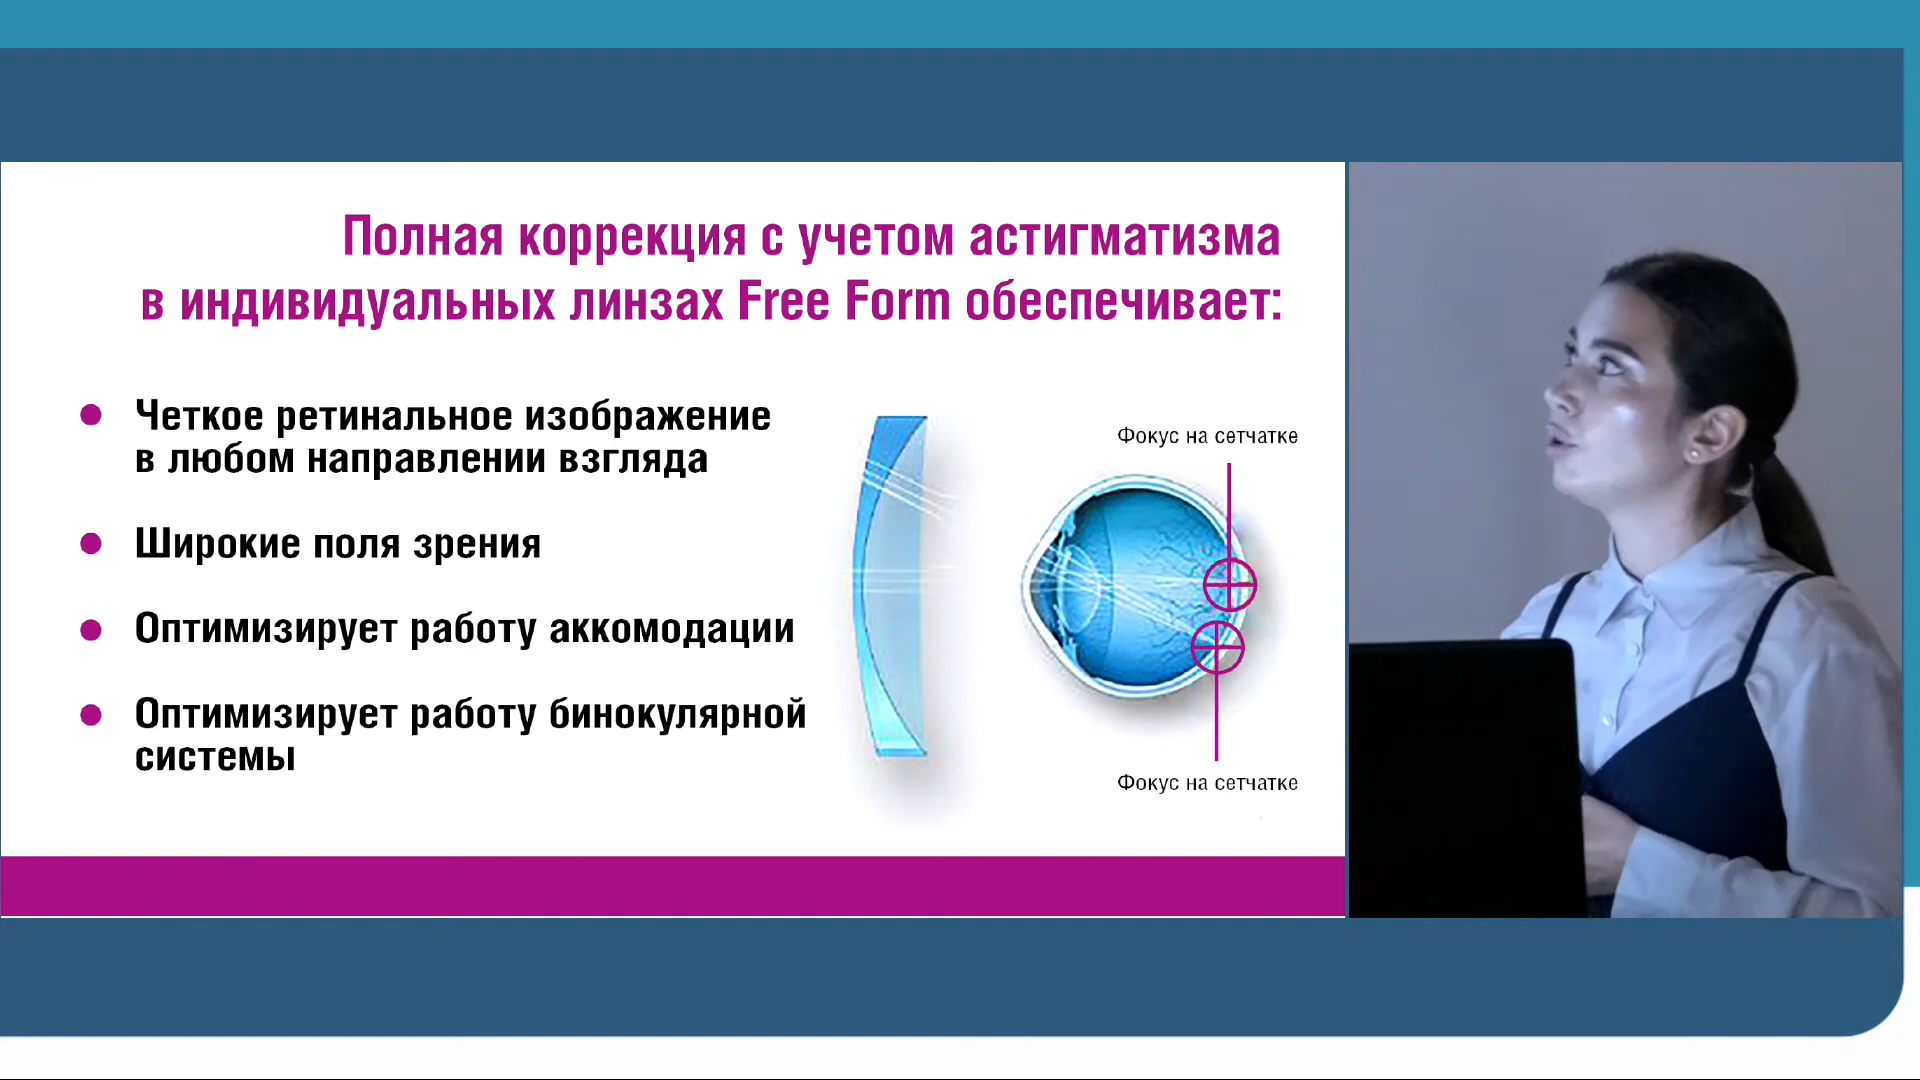 Полная коррекция с учетом астигматизма
в индивидуальных линзах Free Form обеспечивает:
Четкое ретинальное изображение
в любом направлении взгляда
Широкие поля зрения
Оптимизирует работу аккомодации
Оптимизирует работу бинокулярной
системы
Фокус на сетчатке
Фокус на сетчатке